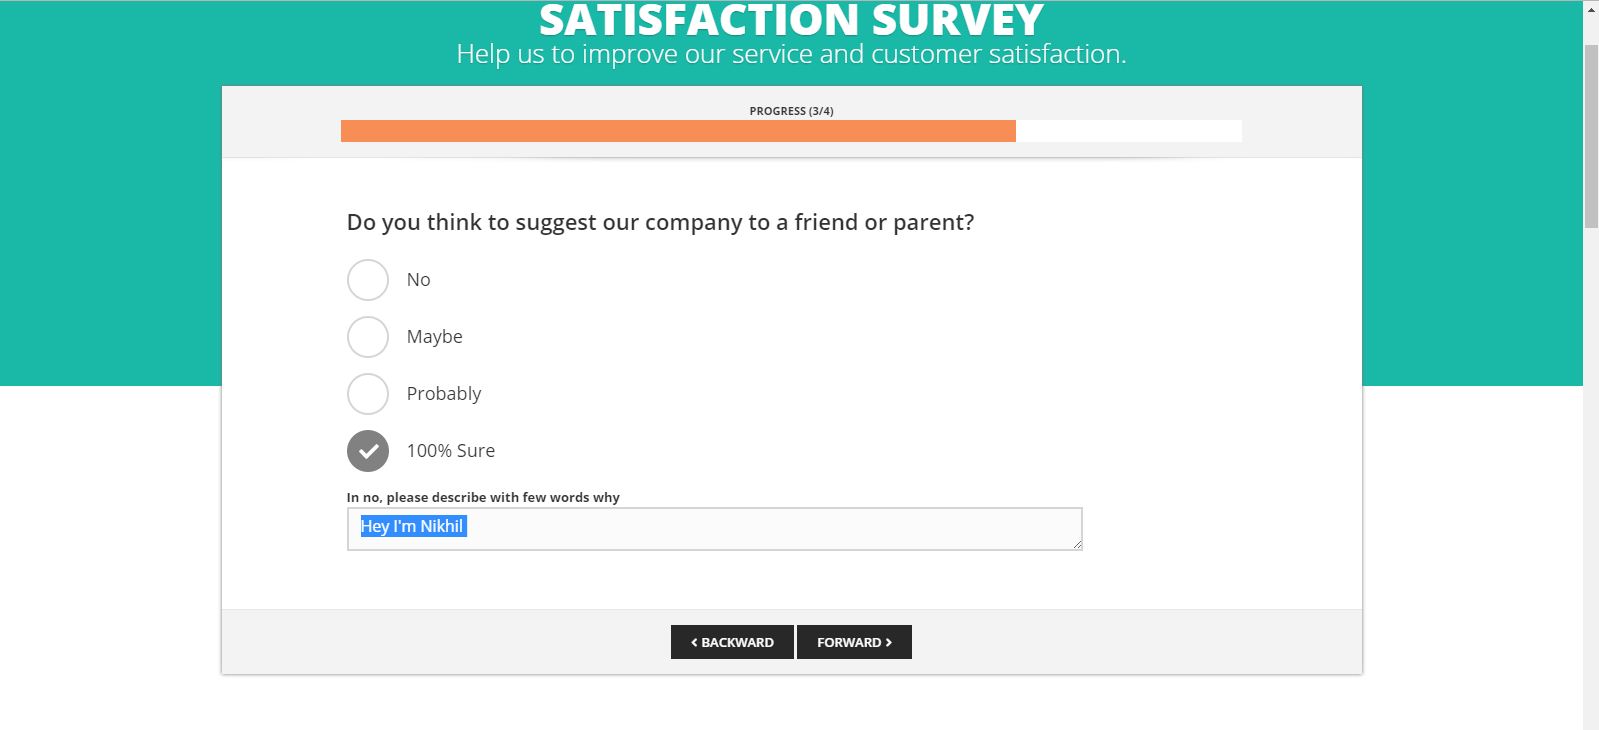 SATISFACTION SURVEY
Help us to improve our service and customer satisfaction.
PROGRESS (3/4)
Do you think to suggest our company to a friend or parent?
No
Maybe
Probably
100% Sure
In no, please describe with few words why
Hey I'm Nikhil
BACKWARD FORWARD